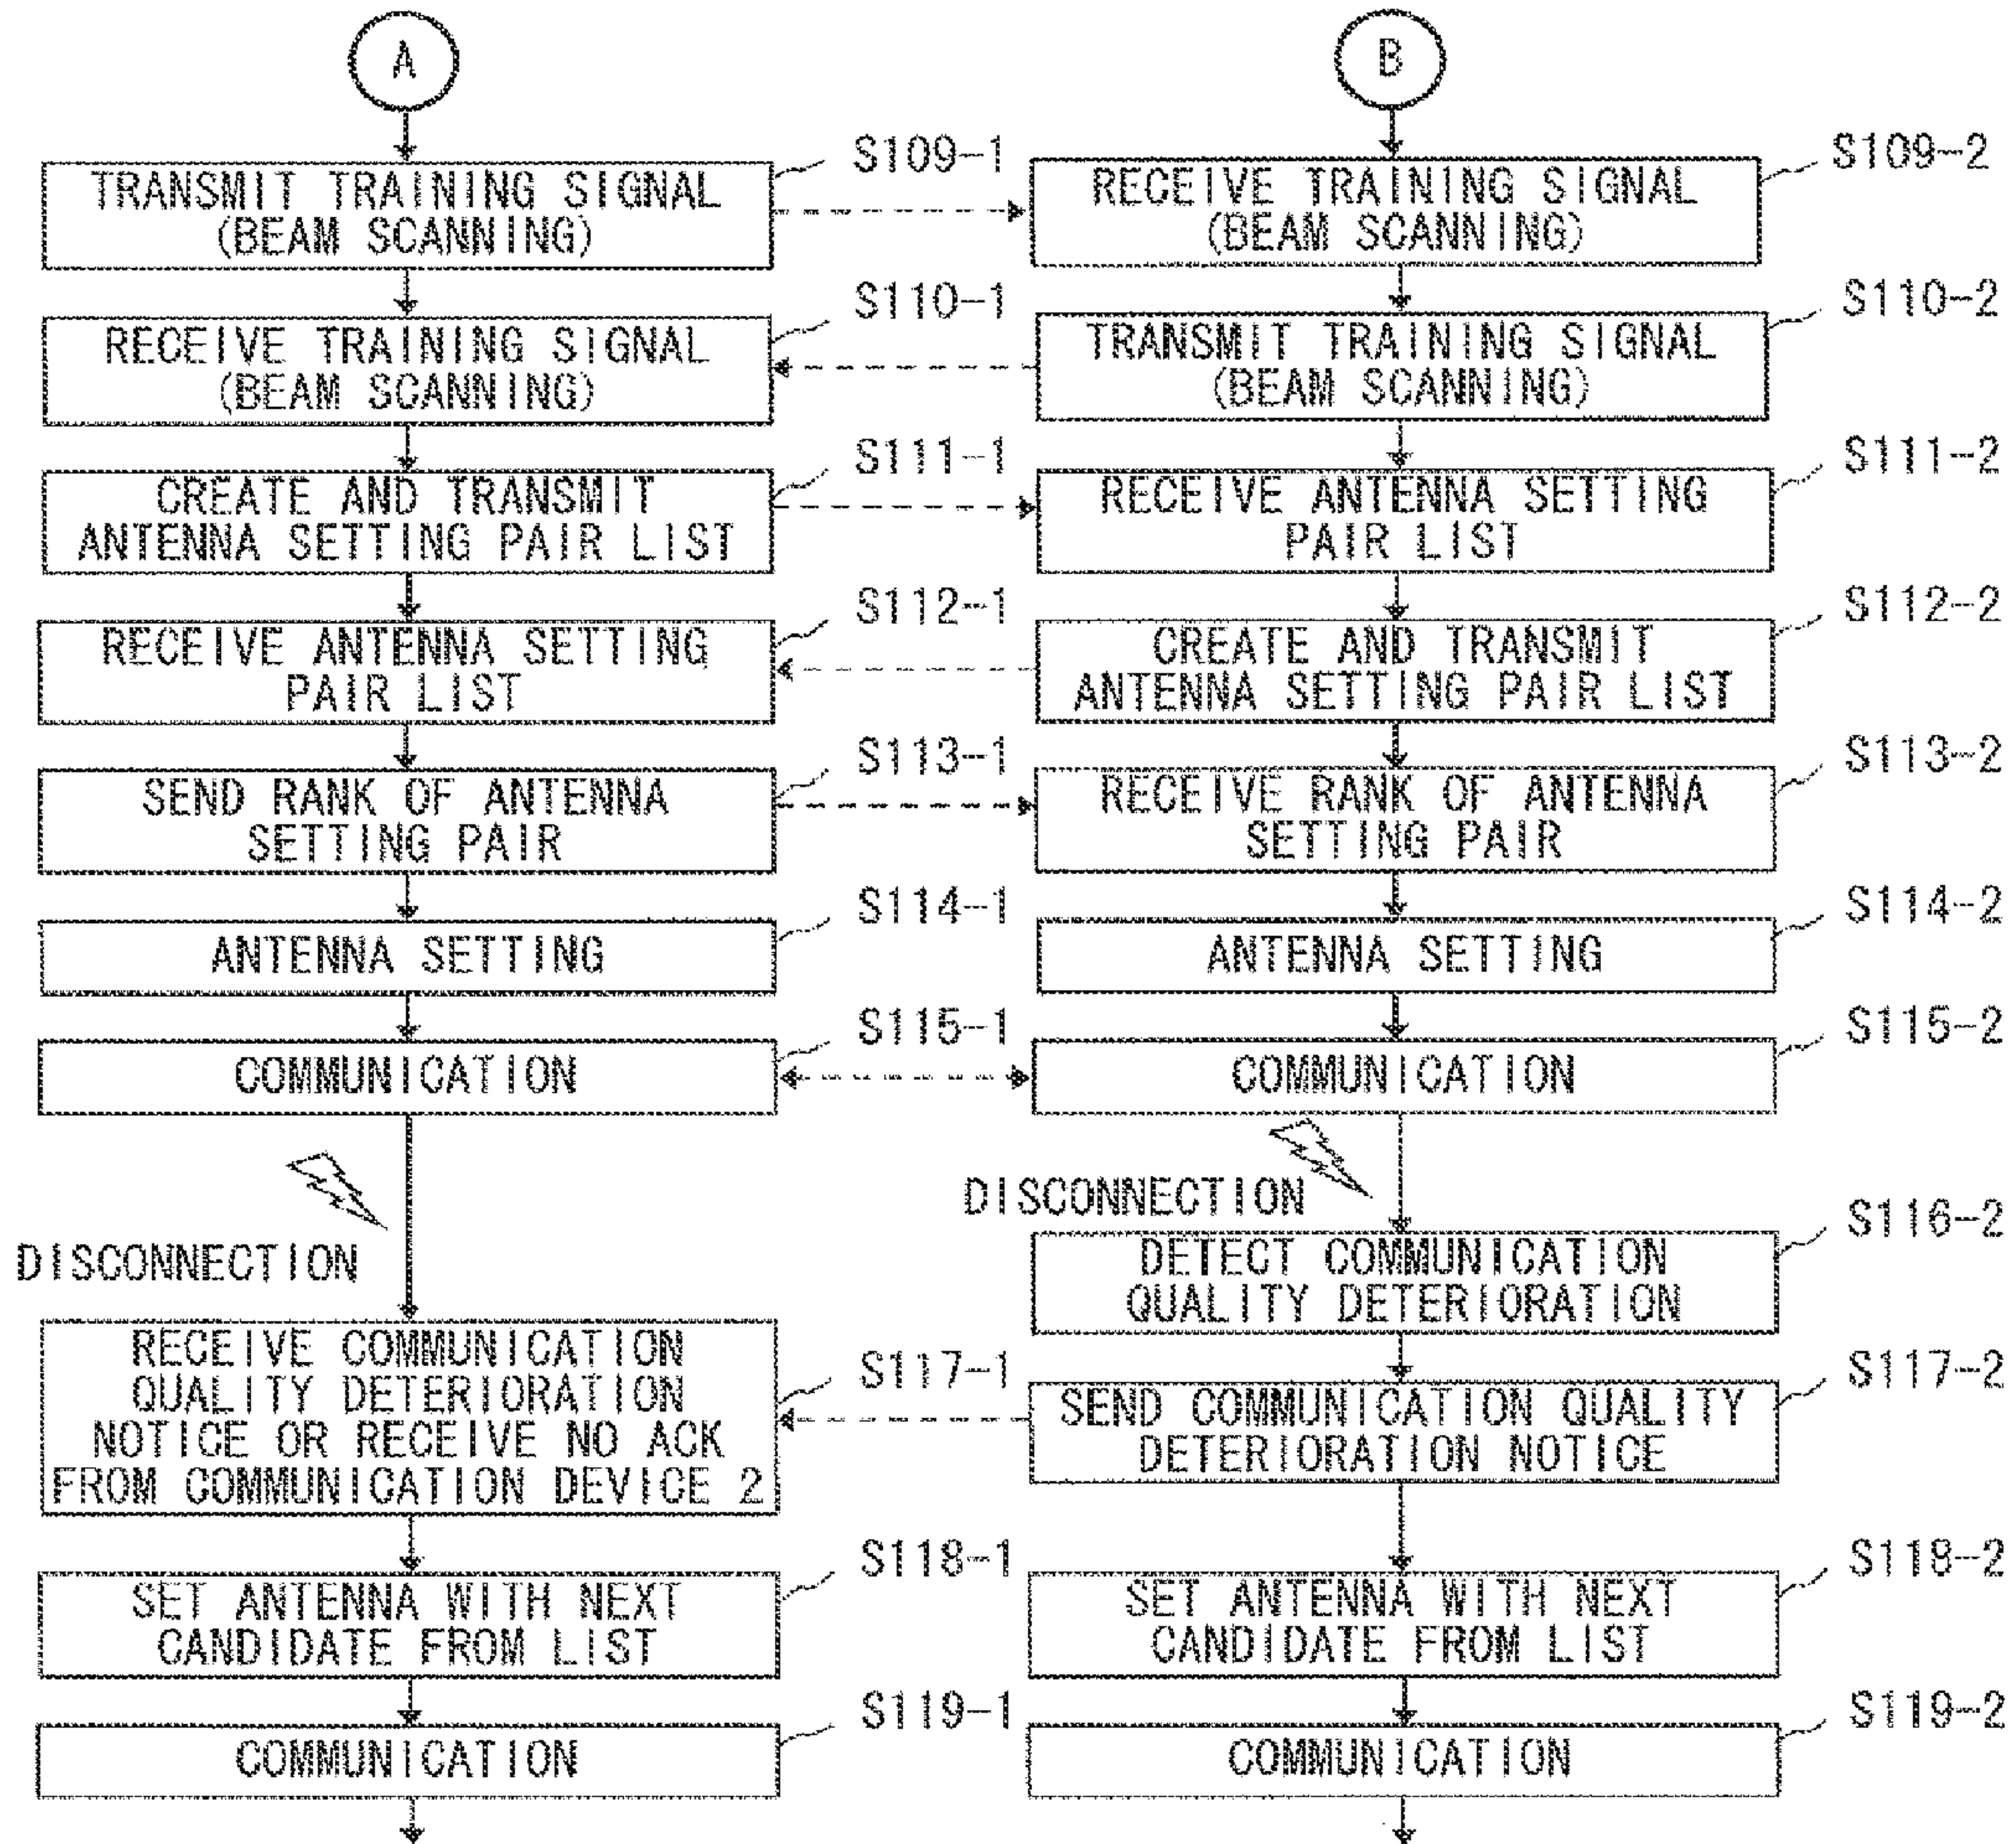 A
TRANSMIT TRAINING SIGNAL
(BEAM SCANNING)
S109-1
RECEIVE TRAINING SIGNAL
(BEAM SCANNING)
S110-1
CREATE AND TRANSMIT
ANTENNA SETTING PAIR LIST
S111-1
RECEIVE ANTENNA SETTING
PAIR LIST
S112-1
SEND RANK OF ANTENNA
SETTING PAIR
S113-1
ANTENNA SETTING
S114-1
COMMUNICATION
S115-1
DISCONNECTION
RECEIVE COMMUNICATION
QUALITY DETERIORATION
NOTICE OR RECEIVE NO ACK
FROM COMMUNICATION DEVICE 2
S117-1
SET ANTENNA WITH NEXT
CANDIDATE FROM LIST
S118-1
COMMUNICATION
S119-1
B
RECEIVE TRAINING SIGNAL
(BEAM SCANNING)
S109-2
TRANSMIT TRAINING SIGNAL
(BEAM SCANNING)
S110-2
RECEIVE ANTENNA SETTING
PAIR LIST
S111-2
CREATE AND TRANSMIT
ANTENNA SETTING PAIR LIST
S112-2
RECEIVE RANK OF ANTENNA
SETTING PAIR
S113-2
ANTENNA SETTING
S114-2
COMMUNICATION
S115-2
DISCONNECTION
DETECT COMMUNICATION
QUALITY DETERIORATION
S116-2
SEND COMMUNICATION QUALITY
DETERIORATION NOTICE
S117-2
SET ANTENNA WITH NEXT
CANDIDATE FROM LIST
S118-2
COMMUNICATION
S119-2